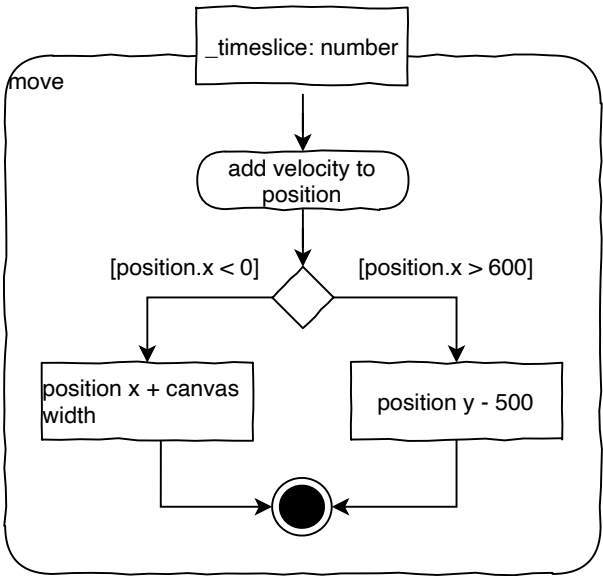 _timeslice: number
move
add velocity to
position
[position.x < 0]
[position.x > 600]
position x + canvas
width
position y - 500